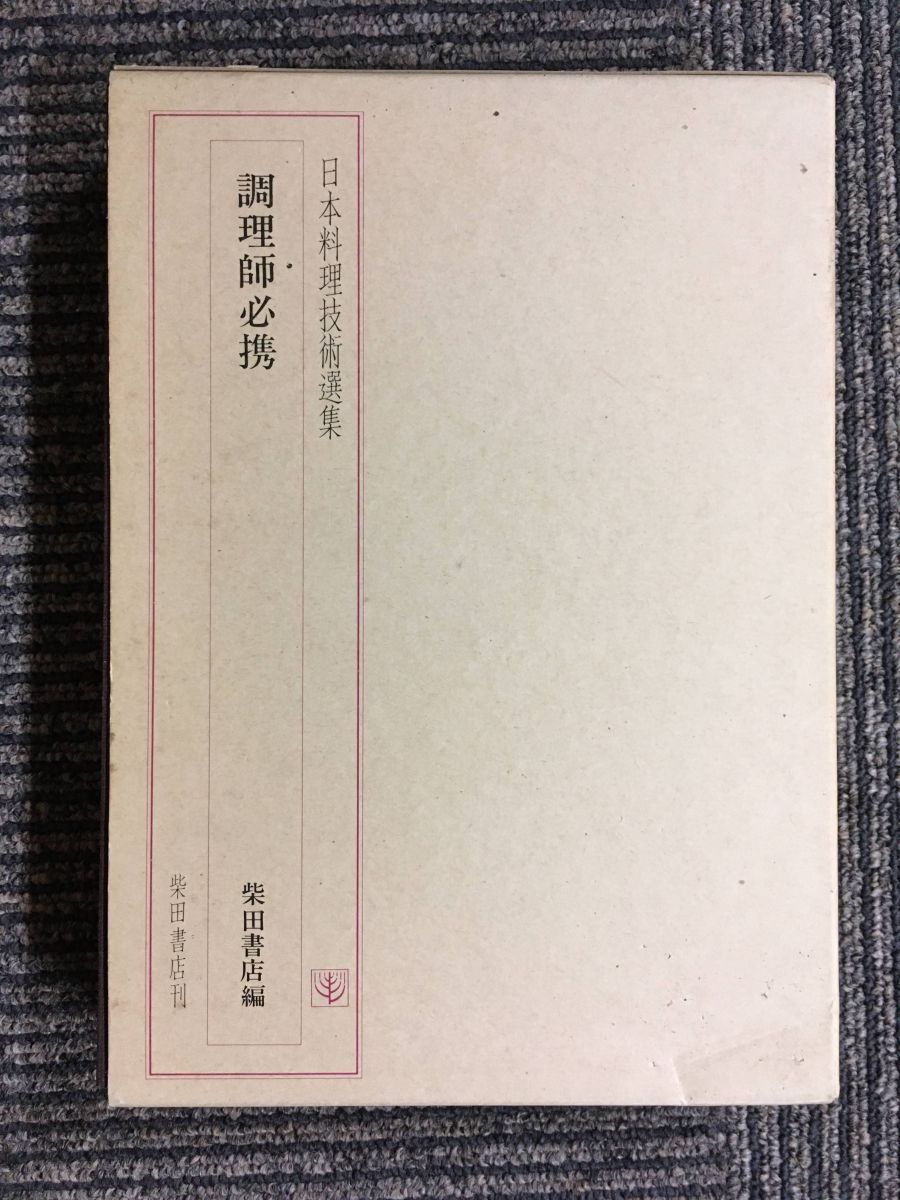 日本料理技術選集
調理師必携
柴田書店編
柴田書店刊